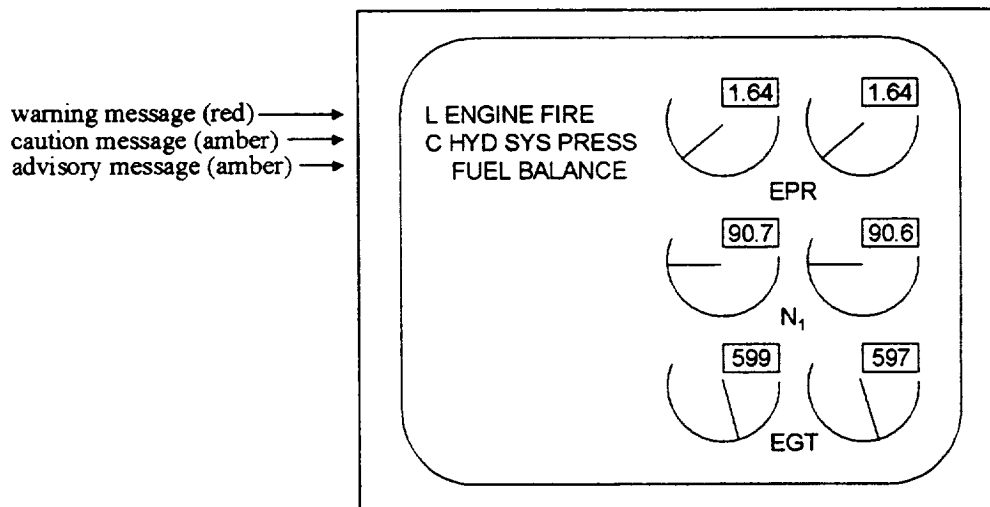 warning message (red)
caution message (amber)
advisory message (amber)
L ENGINE FIRE
C HYD SYS PRESS
FUEL BALANCE
1.64 1.64
EPR
90.7 90.6
N₁
599 597
EGT